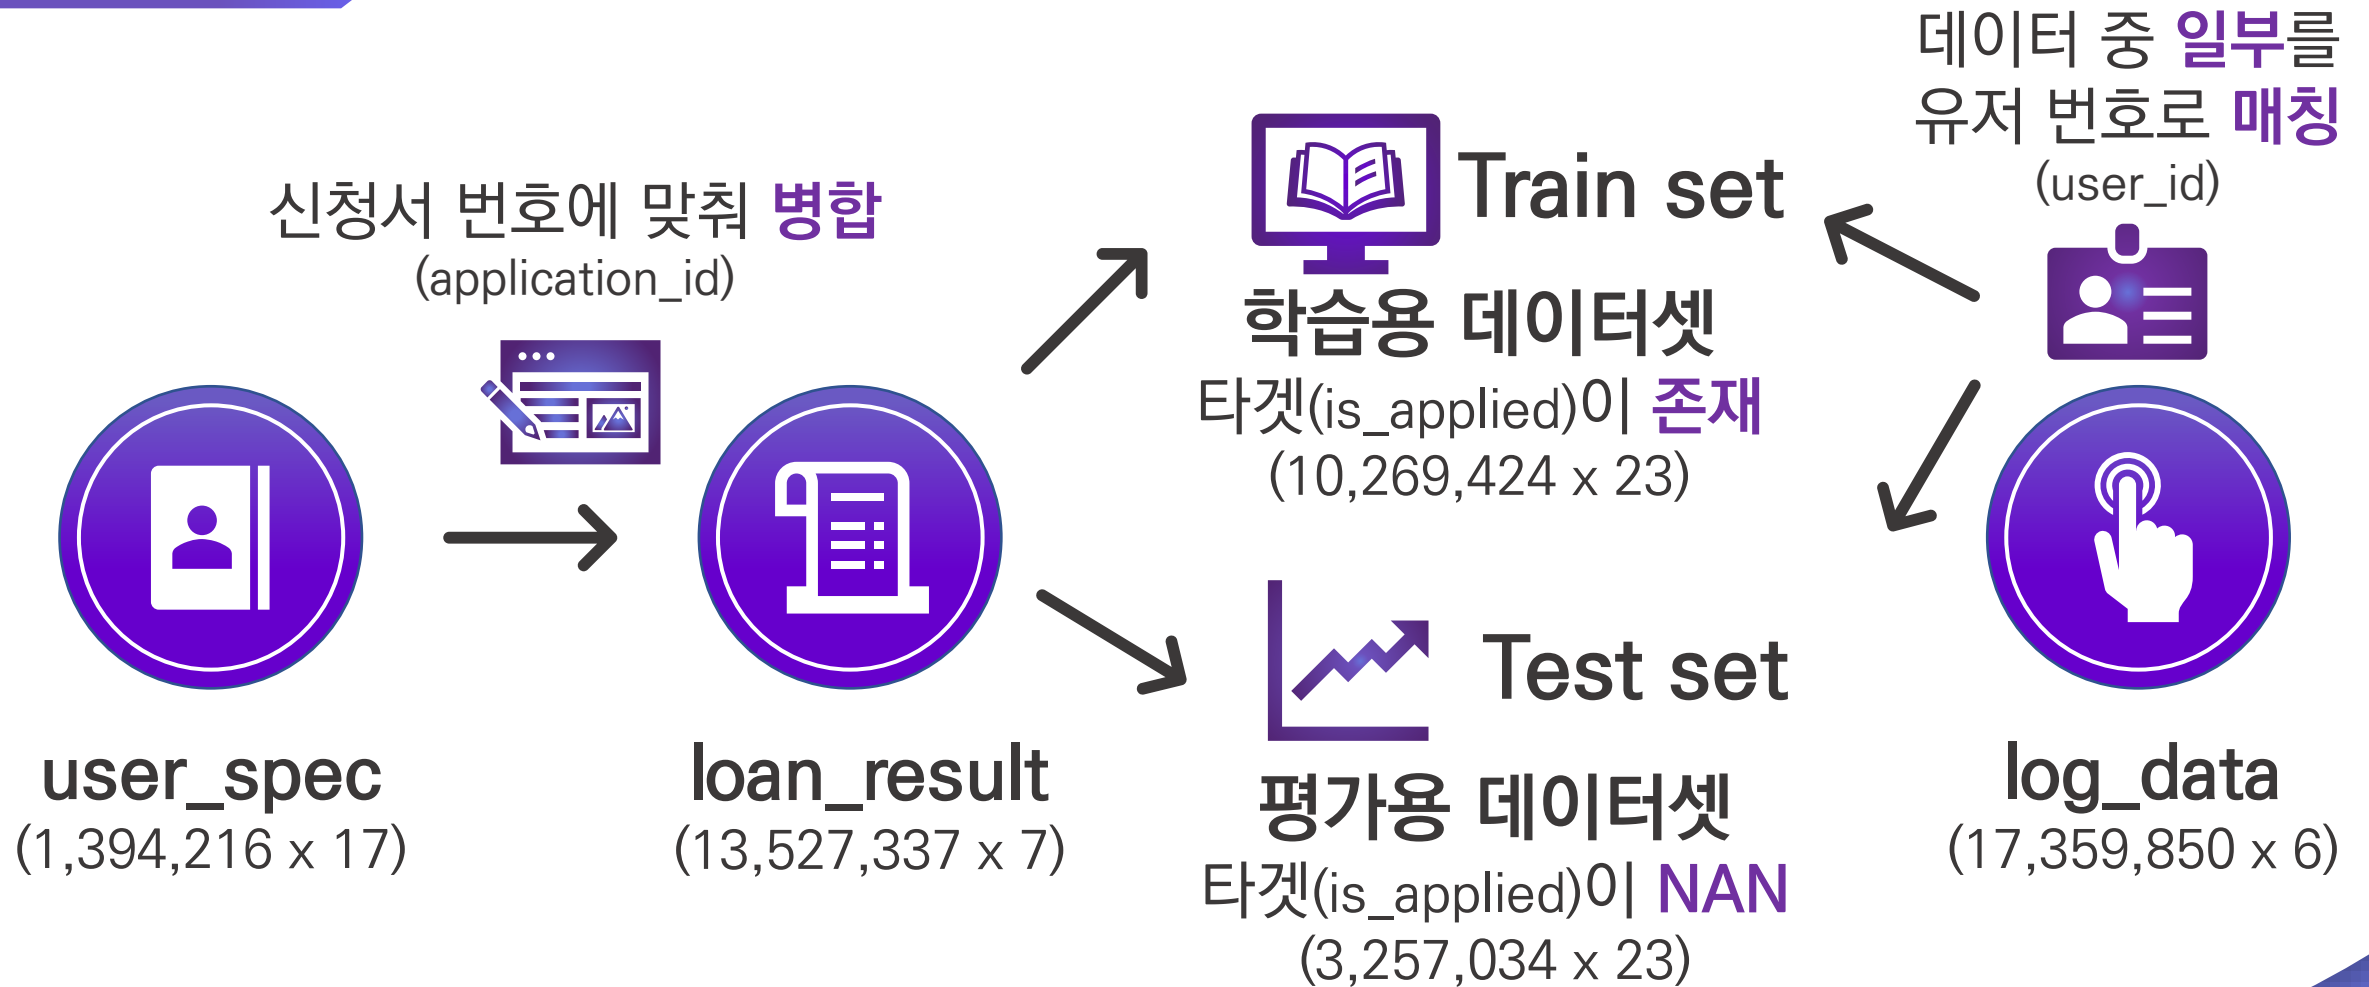 신청서 번호에 맞춰 병합
(application_id)
user_spec
(1,394,216 x 17)
loan_result
(13,527,337 x 7)
Train set
학습용 데이터셋
타겟(is_applied)이 존재
(10,269,424 x 23)
Test set
평가용 데이터셋
타겟(is_applied)이 NAN
(3,257,034 x 23)
데이터 중 일부를
유저 번호로 매칭
(user_id)
log_data
(17,359,850 x 6)